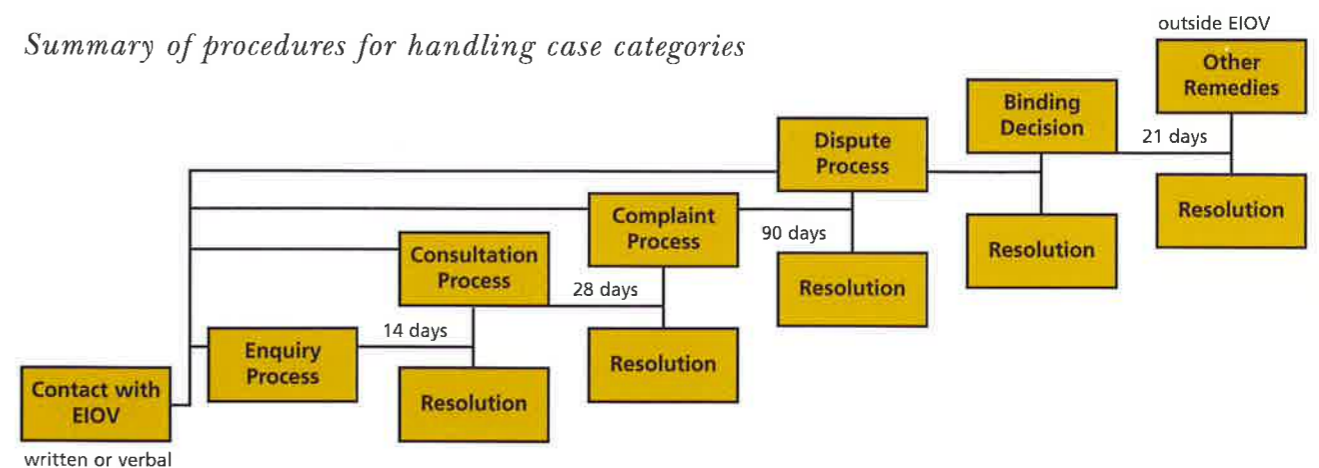 Summary of procedures for handling case categories
outside EIOV
Other
Remedies
Binding
Decision
21 days
Resolution
Dispute
Process
Resolution
Complaint
Process
90 days
Resolution
Consultation
Process
28 days
Resolution
Enquiry
Process
14 days
Resolution
Contact with
EIOV
written or verbal